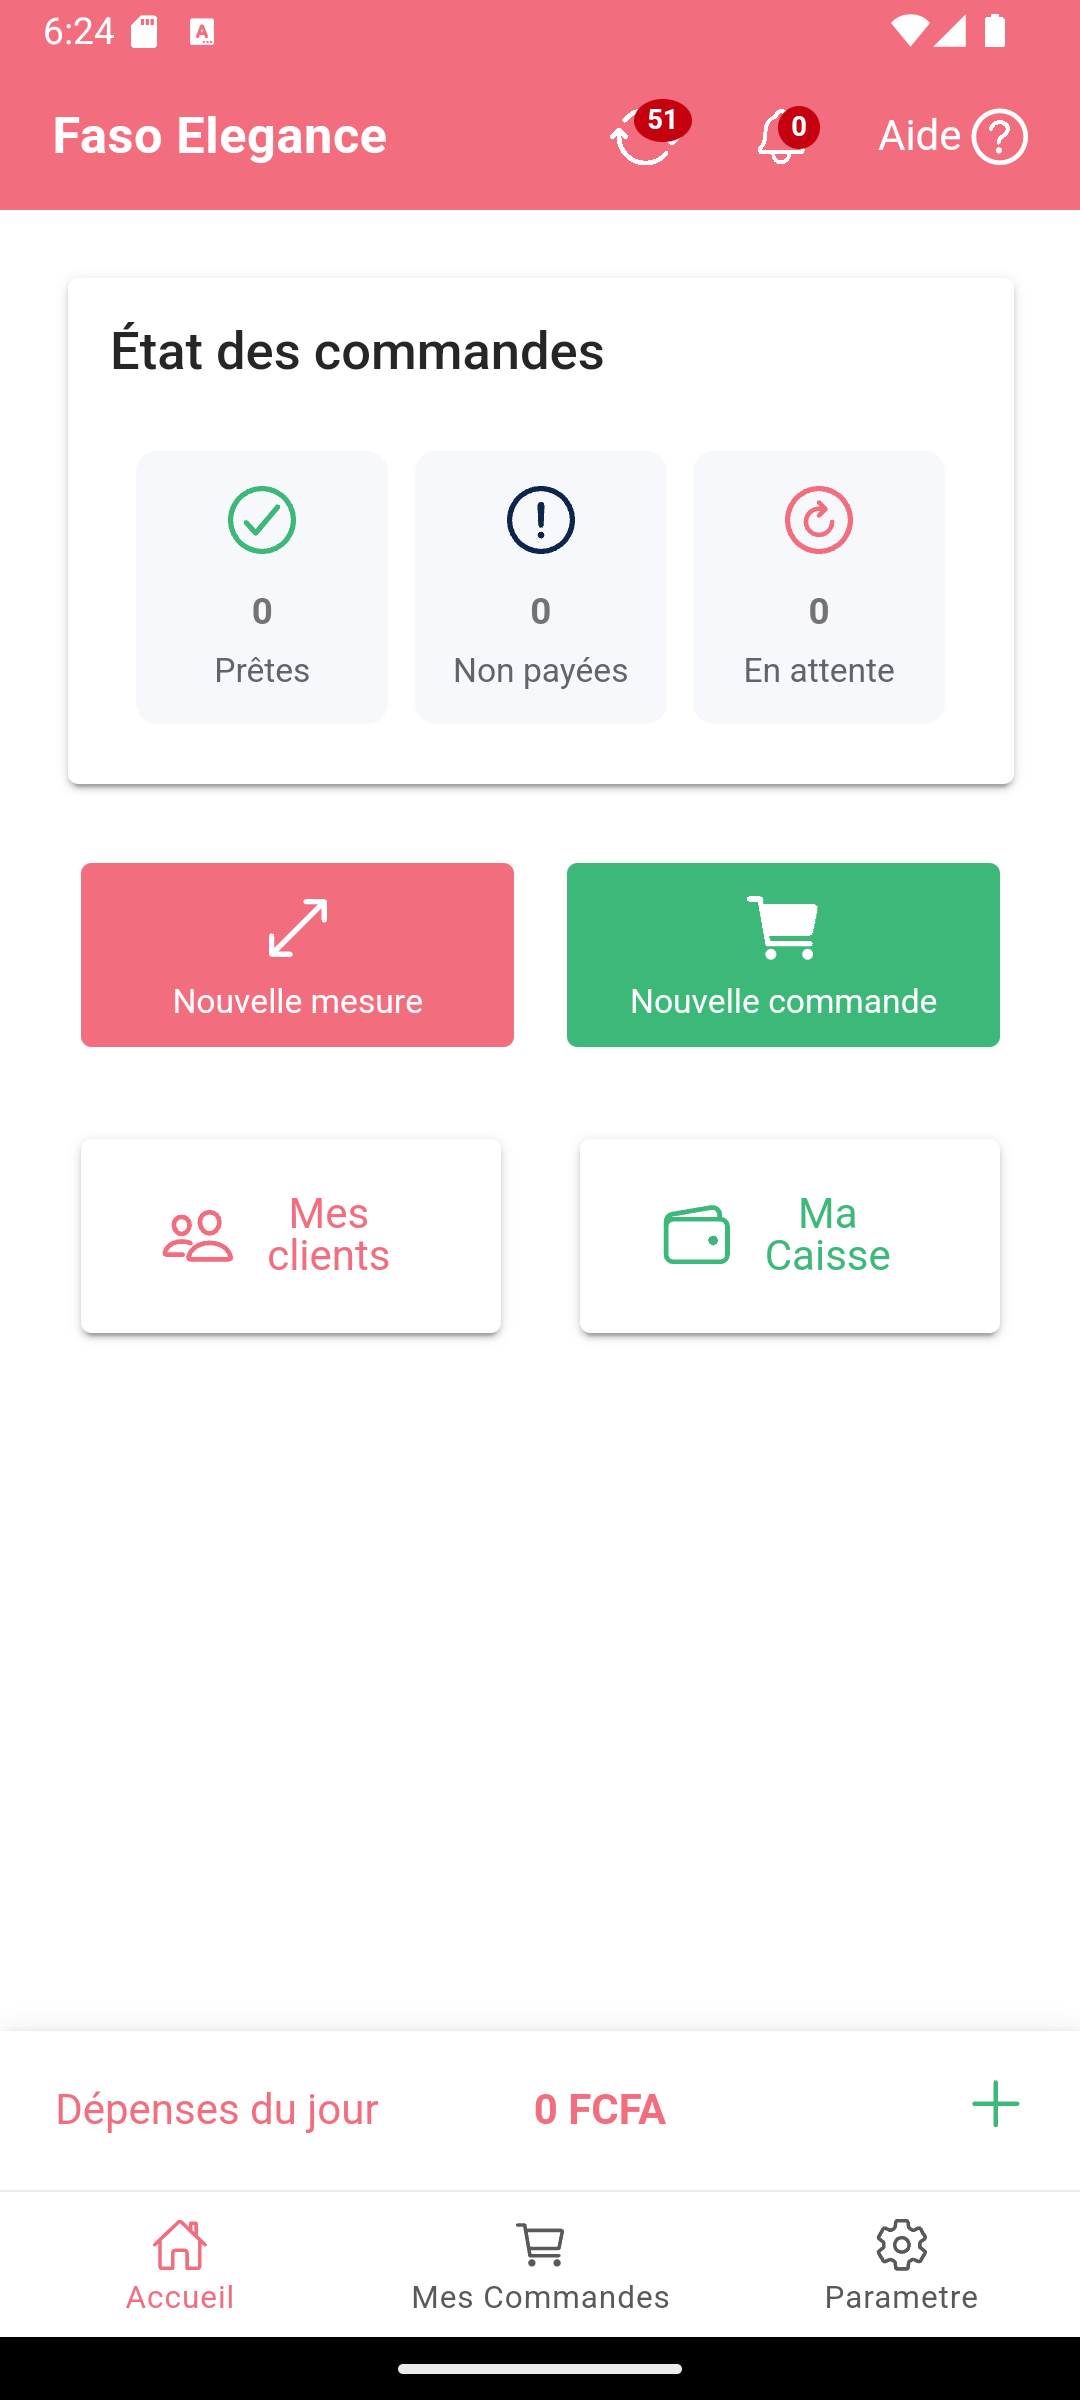 6:24
Faso Elegance
51
0
Aide
État des commandes
0
Prêtes
0
Non payées
0
En attente
Nouvelle mesure
Nouvelle commande
Mes
clients
Ma
Caisse
Dépenses du jour
0 FCFA
Accueil
Mes Commandes
Parametre